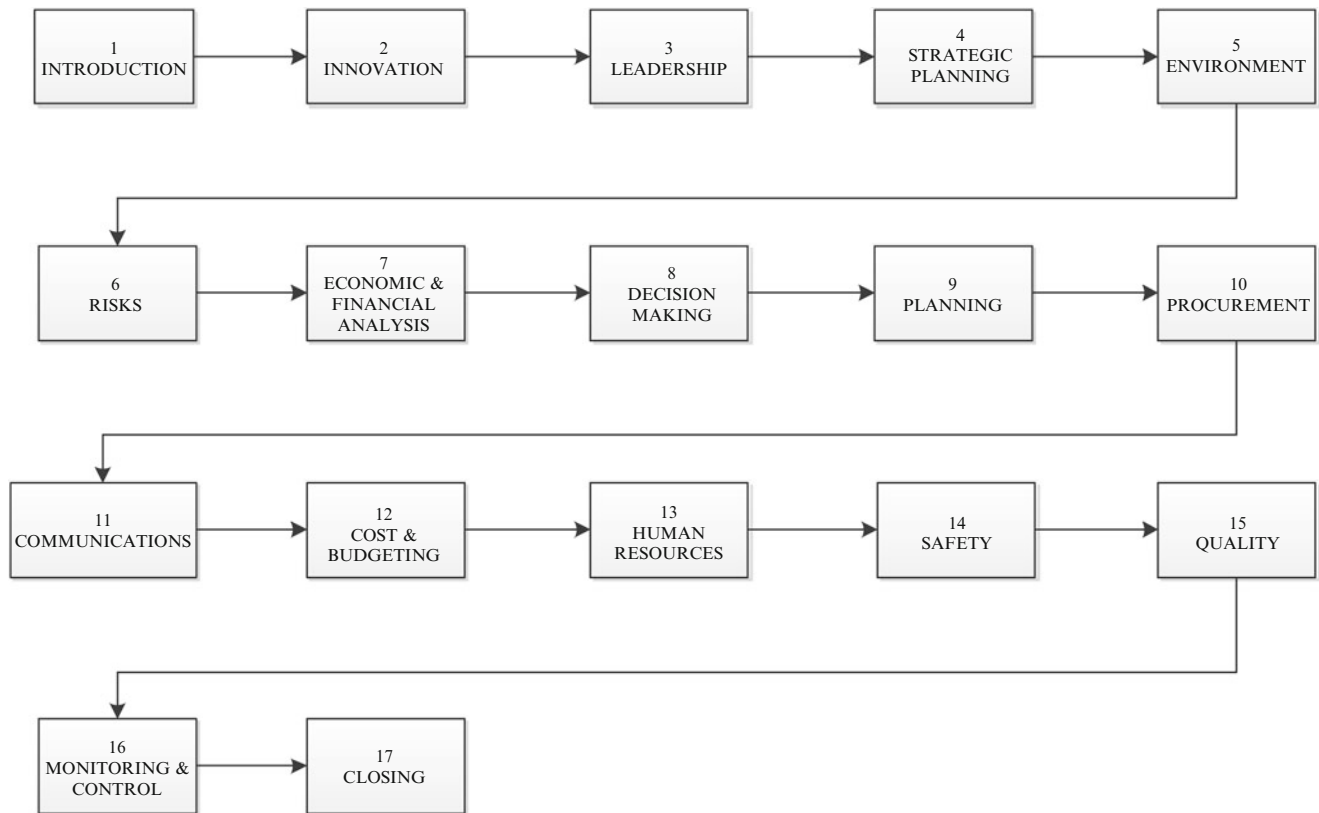 1
INTRODUCTION
2
INNOVATION
3
LEADERSHIP
4
STRATEGIC
PLANNING
5
ENVIRONMENT
6
RISKS
7
ECONOMIC &
FINANCIAL
ANALYSIS
8
DECISION
MAKING
9
PLANNING
10
PROCUREMENT
11
COMMUNICATIONS
12
COST &
BUDGETING
13
HUMAN
RESOURCES
14
SAFETY
15
QUALITY
16
MONITORING &
CONTROL
17
CLOSING